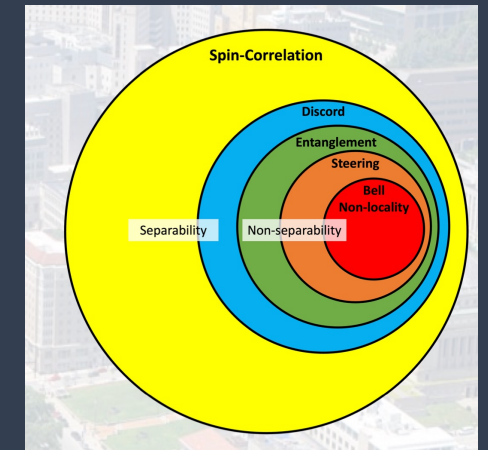 Spin-Correlation
Discord
Entanglement
Steering
Bell
Non-locality
Separability
Non-separability